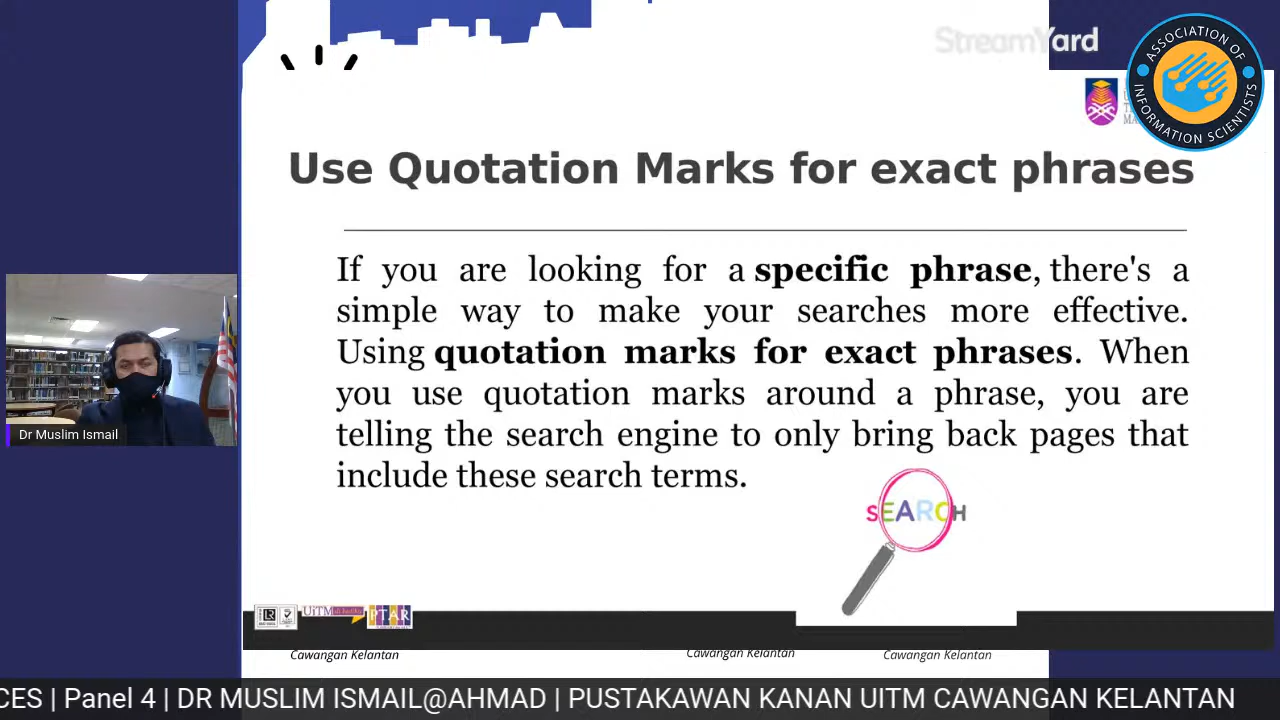 StreamYard
ASSOCIATION OF
INFORMATION SCIENTISTS
Use Quotation Marks for exact phrases
If you are looking for a specific phrase, there's a
simple way to make your searches more effective.
Using quotation marks for exact phrases. When
you use quotation marks around a phrase, you are
telling the search engine to only bring back pages that
include these search terms.
Dr Muslim Ismail
SEARCH
UiTM
PTAR
Cawangan Kelantan
Cawangan Kelantan
Cawangan Kelantan
CES | Panel 4 | DR MUSLIM ISMAIL@AHMAD | PUSTAKAWAN KANAN UITM CAWANGAN KELANTAN